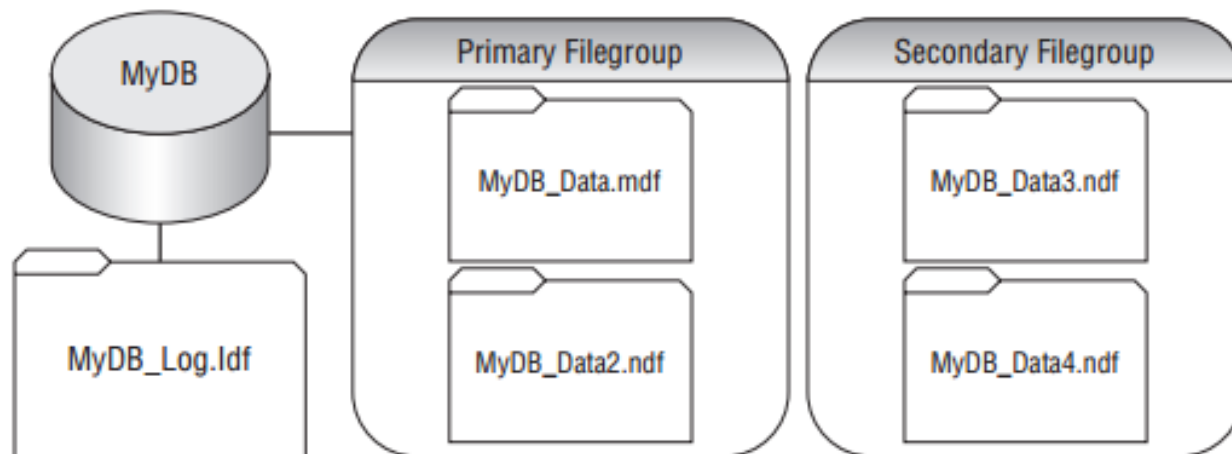 MyDB
Primary Filegroup
Secondary Filegroup
MyDB_Data.mdf
MyDB_Data3.ndf
MyDB_Log.ldf
MyDB_Data2.ndf
MyDB_Data4.ndf